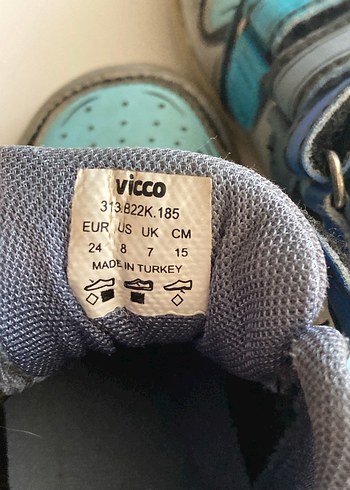 vicco
313.822K.185
EUR US UK CM
24 8 7 15
MADE IN TURKEY